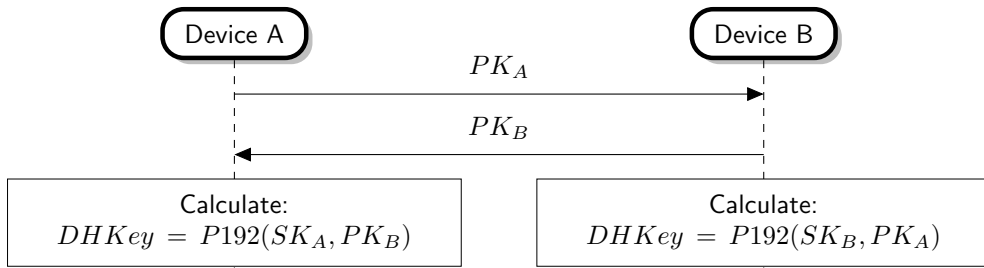 Device A
Device B
PK_A
PK_B
Calculate:
DHKey = P192(SK_A, PK_B)
Calculate:
DHKey = P192(SK_B, PK_A)